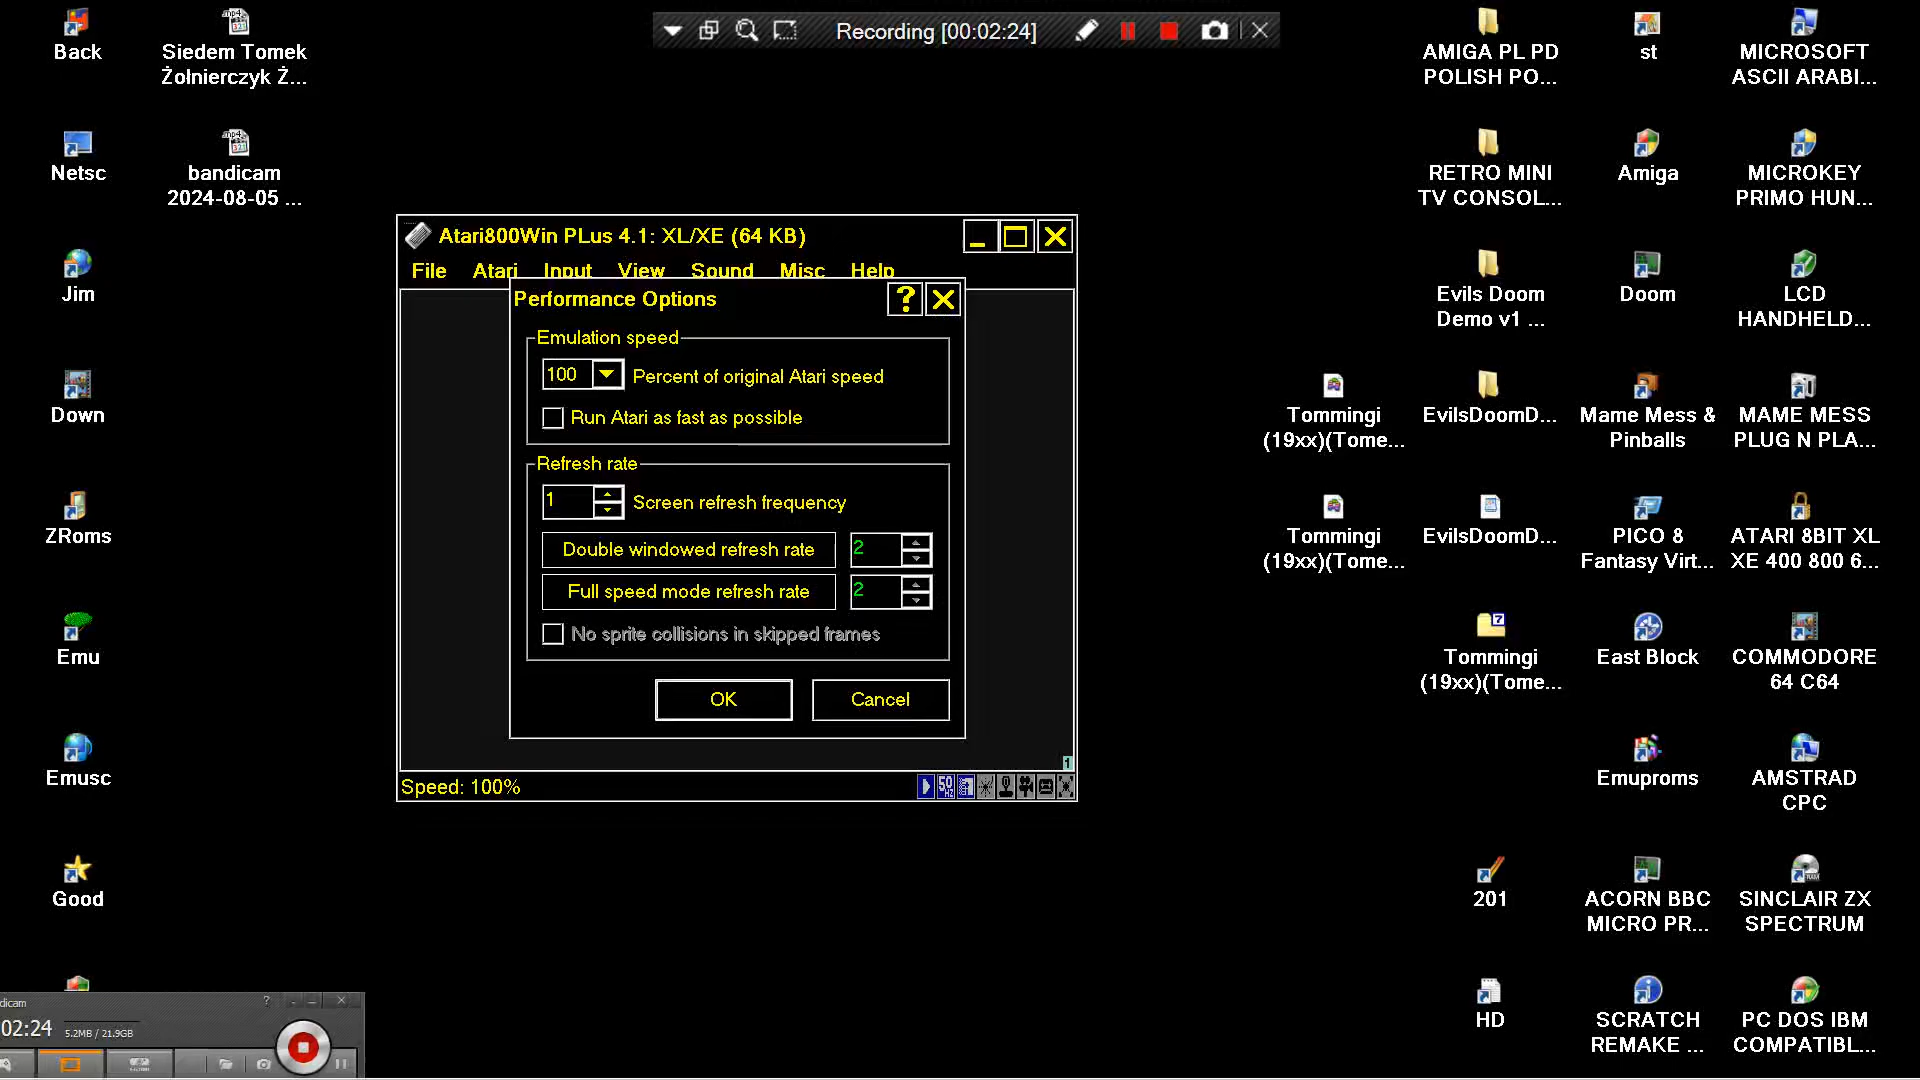 Recording [00:02:24]
Back
Siedem Tomek
Żolnierczyk Ż...
Netsc
bandicam
2024-08-05 ...
Jim
Down
ZRoms
Emu
Emusc
Good
Atari800Win PLus 4.1: XL/XE (64 KB)
File Atari Input View Sound Misc Help
Performance Options
Emulation speed
100 Percent of original Atari speed
Run Atari as fast as possible
Refresh rate
1 Screen refresh frequency
Double windowed refresh rate 2
Full speed mode refresh rate 2
No sprite collisions in skipped frames
OK Cancel
1
Speed: 100%
50
Hz
AMIGA PL PD
POLISH PO...
st
MICROSOFT
ASCII ARABI...
RETRO MINI
TV CONSOL...
Amiga
MICROKEY
PRIMO HUN...
Evils Doom
Demo v1 ...
Doom
LCD
HANDHELD...
Tommingi
(19xx)(Tome...
EvilsDoomD...
Mame Mess &
Pinballs
MAME MESS
PLUG N PLA...
Tommingi
(19xx)(Tome...
EvilsDoomD...
PICO 8
Fantasy Virt...
ATARI 8BIT XL
XE 400 800 6...
Tommingi
(19xx)(Tome...
East Block
COMMODORE
64 C64
Emuproms
AMSTRAD
CPC
201
ACORN BBC
MICRO PR...
SINCLAIR ZX
SPECTRUM
HD
SCRATCH
REMAKE ...
PC DOS IBM
COMPATIBL...
dicam
02:24 5.2MB / 21.9GB